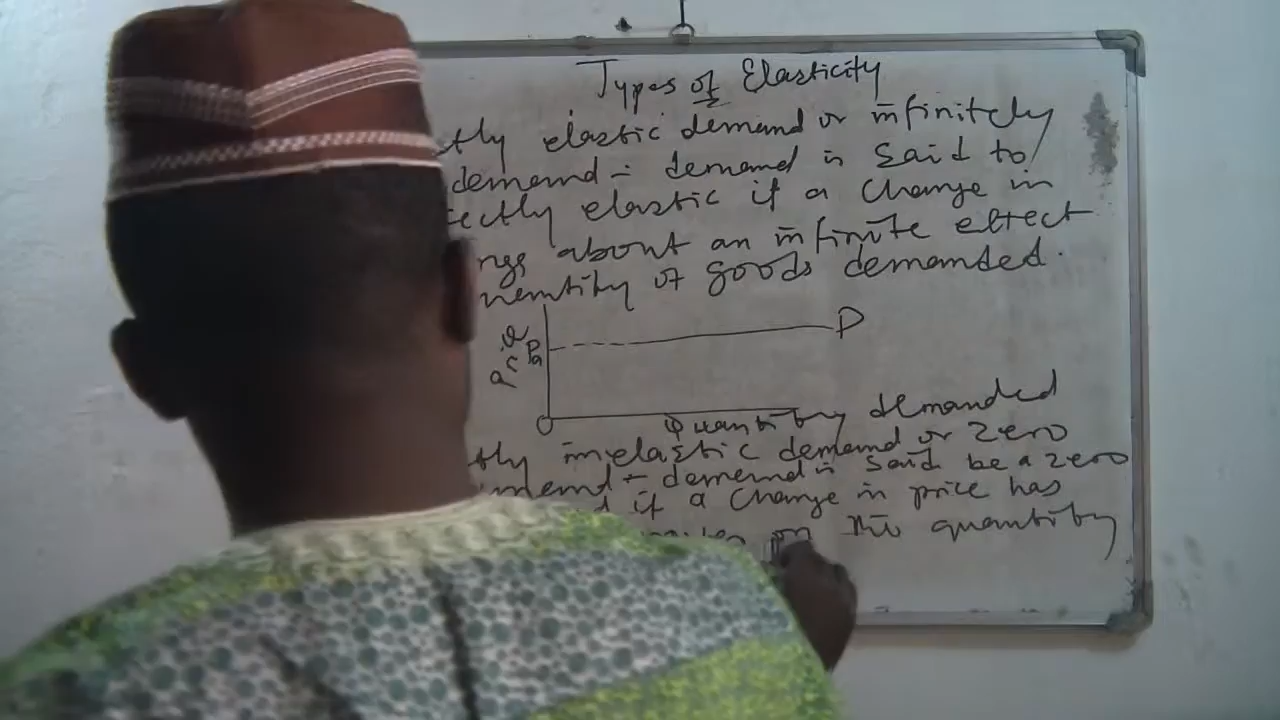 Types of Elasticity
tly elastic demand or infinitely
demand - demand is said to
ectly elastic if a change in
ngs about an infinite effect
uantity of goods demanded.
D
P
O
Quantity demanded
tly inelastic demand or zero
demand - demand is said be a zero
if a change in price has
on the quantity